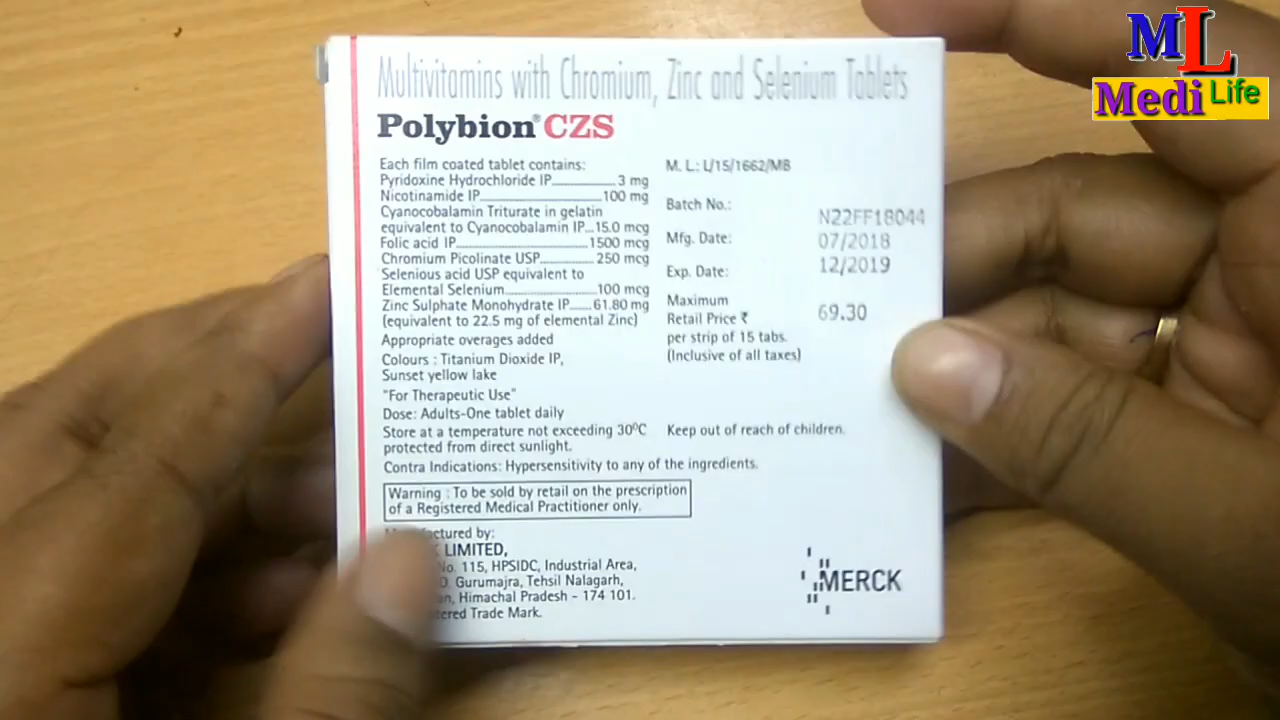 ML
Medi Life
Multivitamins with Chromium, Zinc and Selenium Tablets
Polybion® CZS
Each film coated tablet contains:
Pyridoxine Hydrochloride IP 3 mg
Nicotinamide IP 100 mg
Cyanocobalamin Triturate in gelatin
equivalent to Cyanocobalamin IP 15.0 mcg
Folic acid IP 1500 mcg
Chromium Picolinate USP 250 mcg
Selenious acid USP equivalent to
Elemental Selenium 100 mcg
Zinc Sulphate Monohydrate IP 61.80 mg
(equivalent to 22.5 mg of elemental Zinc)
Appropriate overages added
Colours : Titanium Dioxide IP,
Sunset yellow lake
"For Therapeutic Use"
Dose: Adults-One tablet daily
Store at a temperature not exceeding 30⁰C
protected from direct sunlight.
Contra Indications: Hypersensitivity to any of the ingredients.
Warning : To be sold by retail on the prescription
of a Registered Medical Practitioner only.
M. L.: L/15/1662/MB
Batch No.: N22FF18044
Mfg. Date: 07/2018
Exp. Date: 12/2019
Maximum
Retail Price ₹ 69.30
per strip of 15 tabs.
(Inclusive of all taxes)
Keep out of reach of children.
by:
LIMITED,
No. 115, HPSIDC, Industrial Area,
Gurumajra, Tehsil Nalagarh,
Himachal Pradesh - 174 101.
Trade Mark.
MERCK